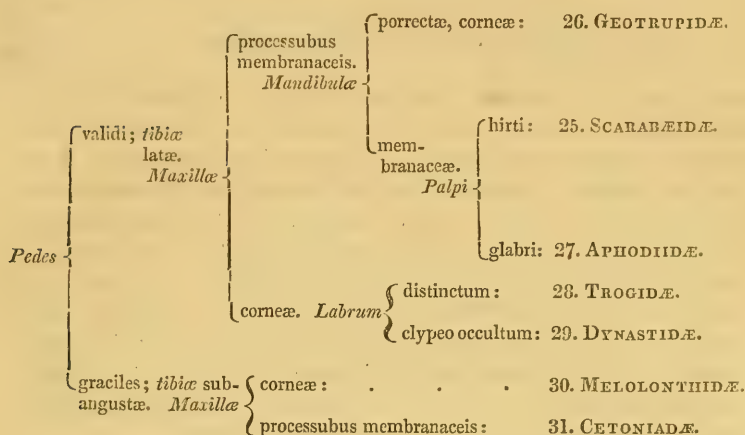 porrectæ, corneæ: 26. GEOTRUPIDÆ.
processubus
membranaceis.
Mandibulæ
validi; tibiæ
latæ.
Maxillæ
hirti: 25. SCARABÆIDÆ.
mem-
branaceæ.
Palpi
Pedes
glabri: 27. APHODIIDÆ.
distinctum: 28. TROGIDÆ.
corneæ. Labrum
clypeo occultum: 29. DYNASTIDÆ.
graciles; tibiæ sub-
angustæ. Maxillæ
corneæ: . . . 30. MELOLONTHIDÆ.
processubus membranaceis: 31. CETONIADÆ.